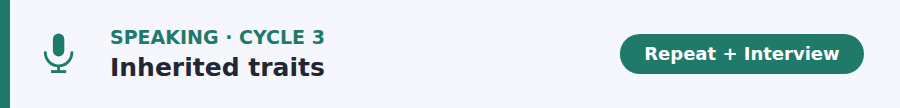 SPEAKING · CYCLE 3
Inherited traits
Repeat + Interview